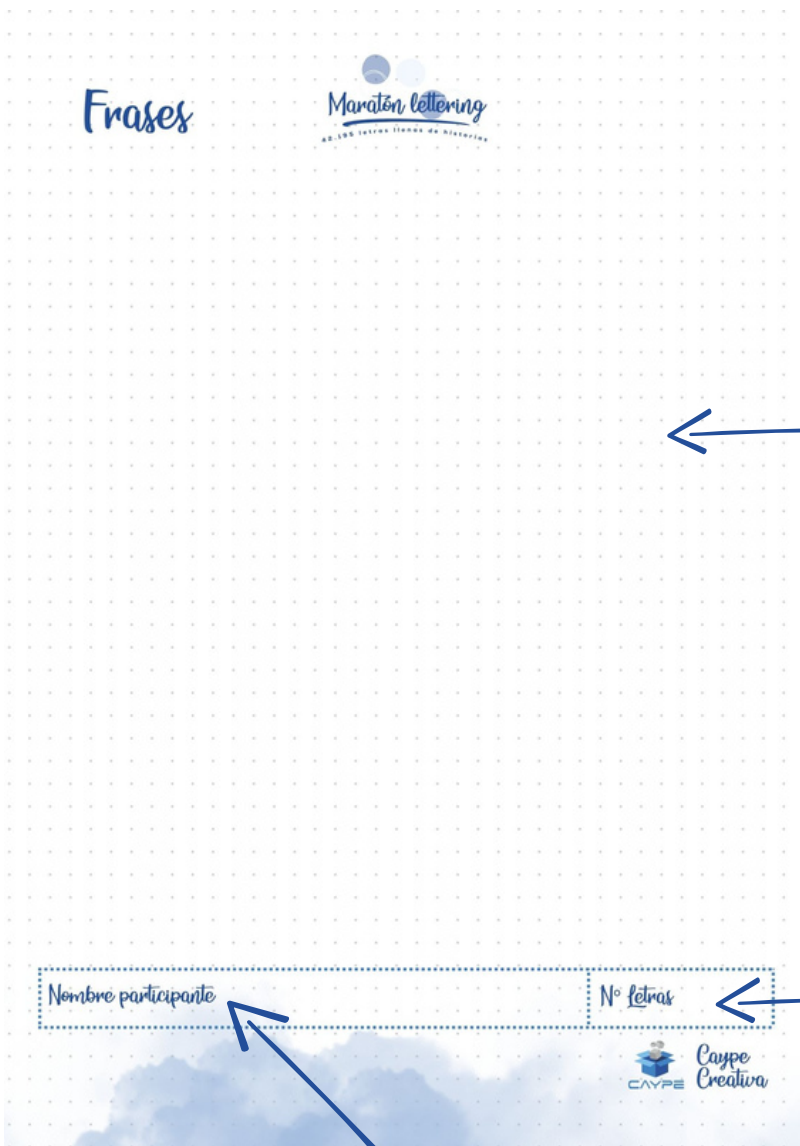 Frases
Maratón lettering
42.195 letras llenas de historias
Nombre participante
Nº Letras
CAYPE
Caype
Creativa